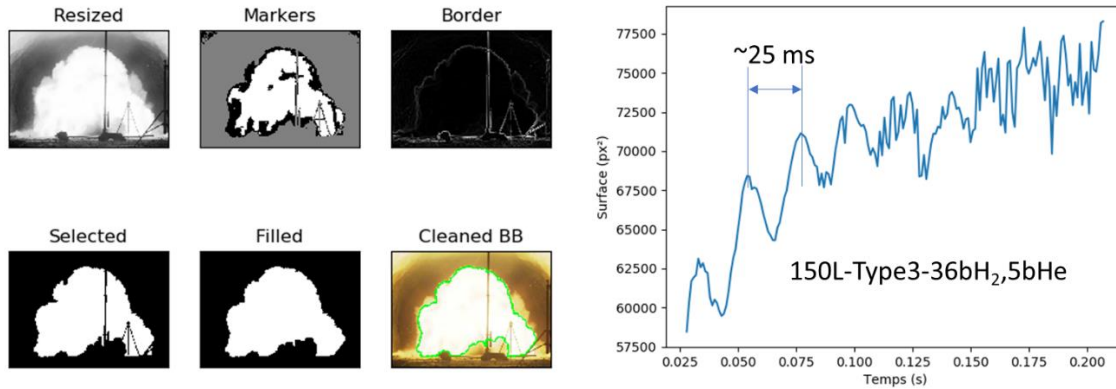 Resized
Markers
Border
Selected
Filled
Cleaned BB
77500
75000
72500
70000
67500
65000
62500
60000
57500
Surface (px²)
~25 ms
150L-Type3-36bH₂,5bHe
0.025 0.050 0.075 0.100 0.125 0.150 0.175 0.200
Temps (s)